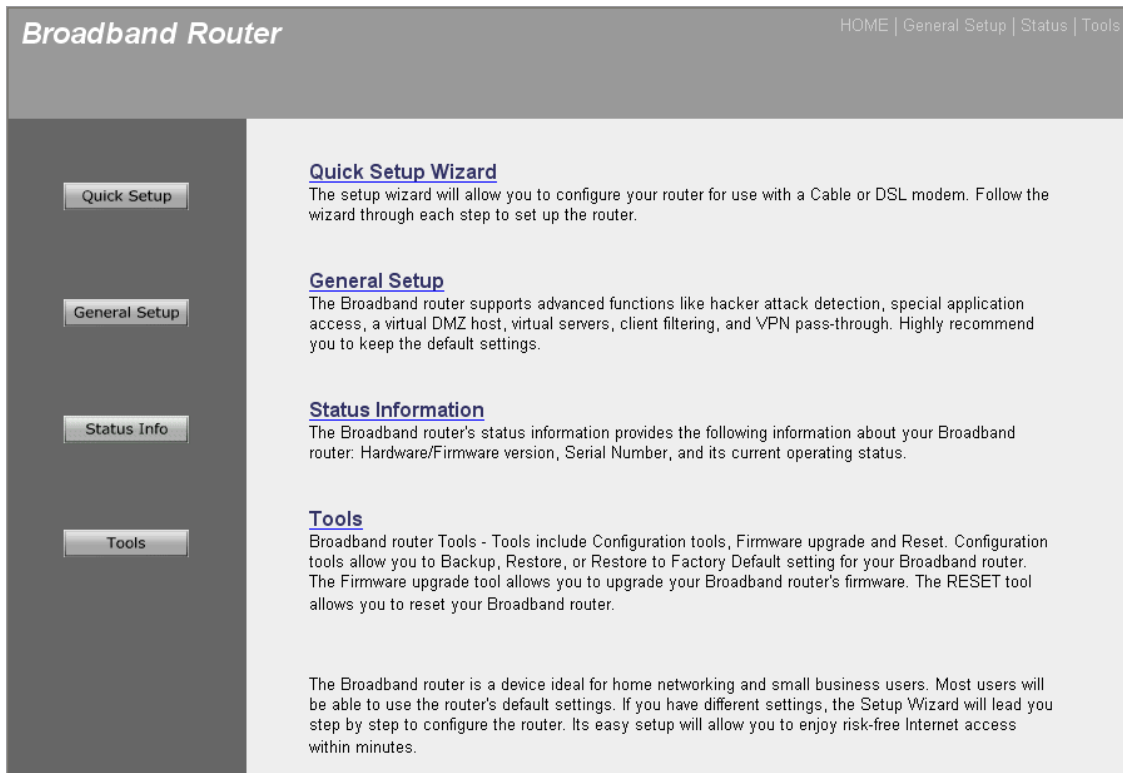 Broadband Router
HOME | General Setup | Status | Tools
Quick Setup
Quick Setup Wizard
The setup wizard will allow you to configure your router for use with a Cable or DSL modem. Follow the
wizard through each step to set up the router.
General Setup
General Setup
The Broadband router supports advanced functions like hacker attack detection, special application
access, a virtual DMZ host, virtual servers, client filtering, and VPN pass-through. Highly recommend
you to keep the default settings.
Status Info
Status Information
The Broadband router's status information provides the following information about your Broadband
router: Hardware/Firmware version, Serial Number, and its current operating status.
Tools
Tools
Broadband router Tools - Tools include Configuration tools, Firmware upgrade and Reset. Configuration
tools allow you to Backup, Restore, or Restore to Factory Default setting for your Broadband router.
The Firmware upgrade tool allows you to upgrade your Broadband router's firmware. The RESET tool
allows you to reset your Broadband router.
The Broadband router is a device ideal for home networking and small business users. Most users will
be able to use the router's default settings. If you have different settings, the Setup Wizard will lead you
step by step to configure the router. Its easy setup will allow you to enjoy risk-free Internet access
within minutes.